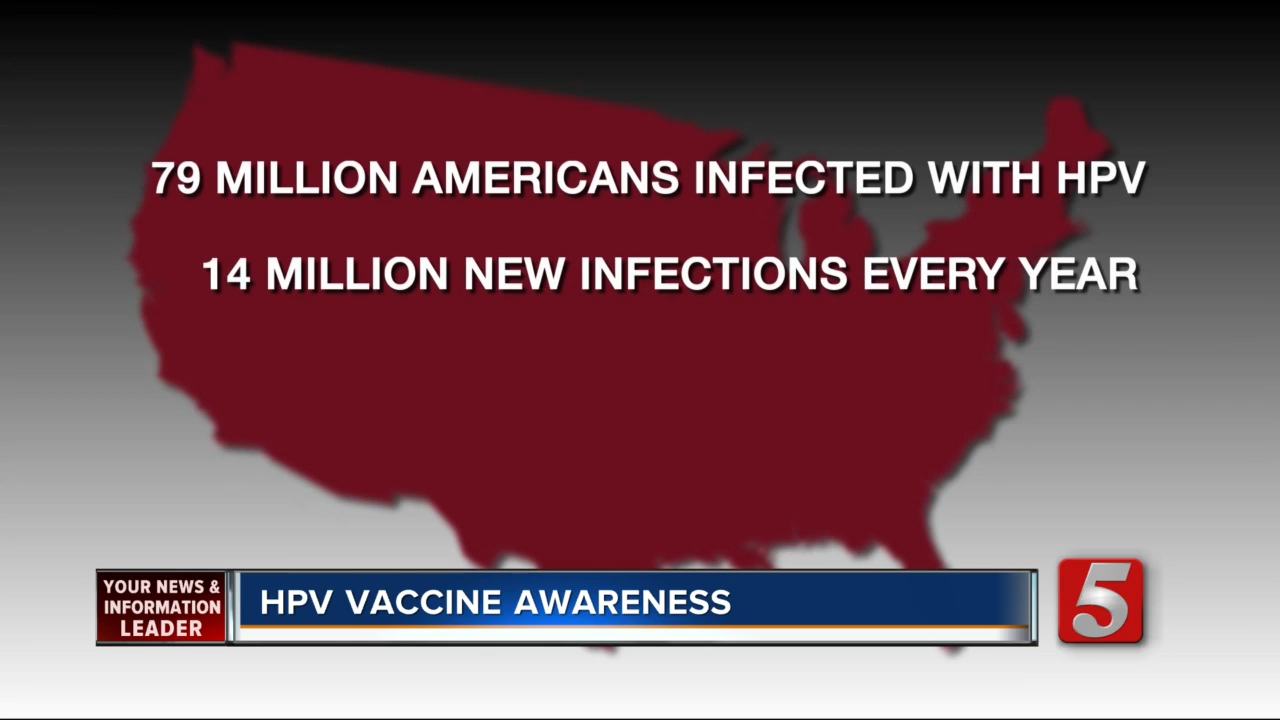 79 MILLION AMERICANS INFECTED WITH HPV
14 MILLION NEW INFECTIONS EVERY YEAR
YOUR NEWS &
INFORMATION
LEADER
HPV VACCINE AWARENESS
5